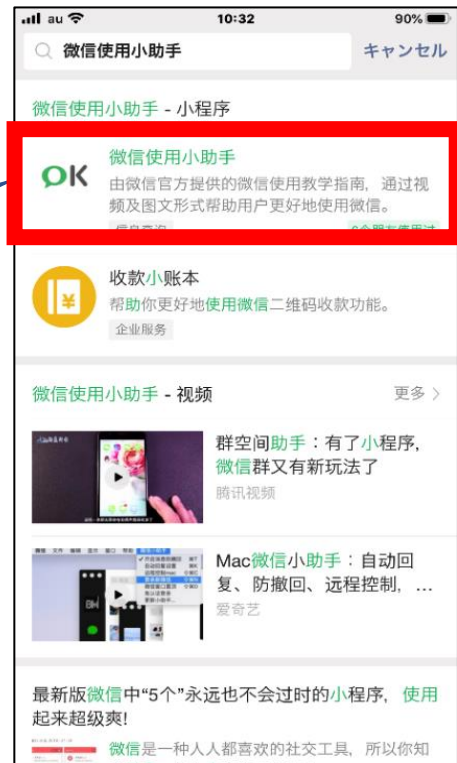 au
10:32
90%
微信使用小助手
キャンセル
微信使用小助手 - 小程序
OK
微信使用小助手
由微信官方提供的微信使用教学指南，通过视
频及图文形式帮助用户更好地使用微信。
收款小账本
帮助你更好地使用微信二维码收款功能。
企业服务
微信使用小助手 - 视频
更多 〉
群空间助手：有了小程序，
微信群又有新玩法了
腾讯视频
Mac微信小助手：自动回
复、防撤回、远程控制，...
爱奇艺
最新版微信中“5个”永远也不会过时的小程序，使用
起来超级爽!
微信是一种人人都喜欢的社交工具，所以你知